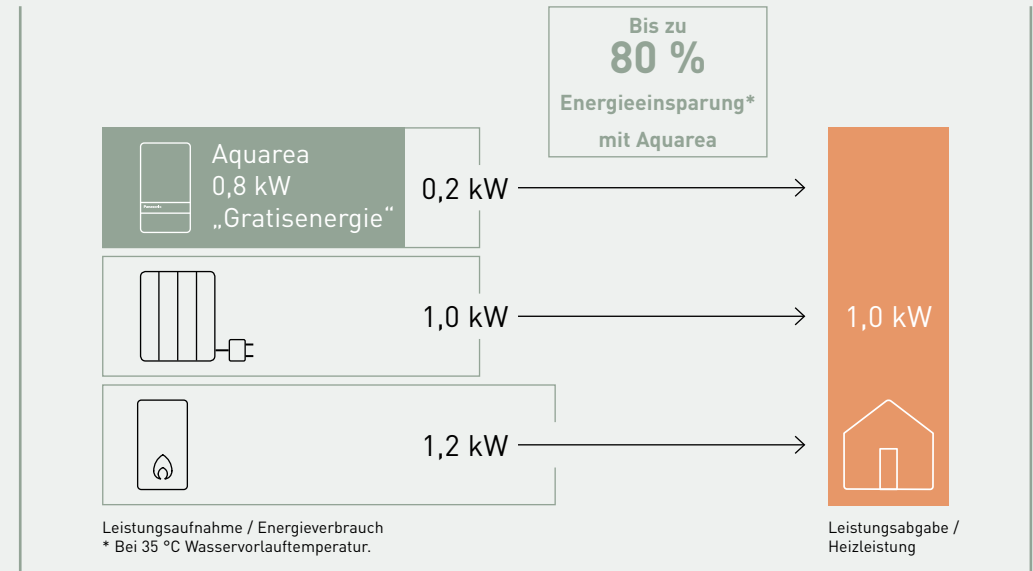 Bis zu
80 %
Energieeinsparung*
mit Aquarea
Aquarea
0,8 kW
„Gratisenergie“
0,2 kW
1,0 kW
1,0 kW
1,2 kW
Leistungsaufnahme / Energieverbrauch
* Bei 35 °C Wasservorlauftemperatur.
Leistungsabgabe /
Heizleistung